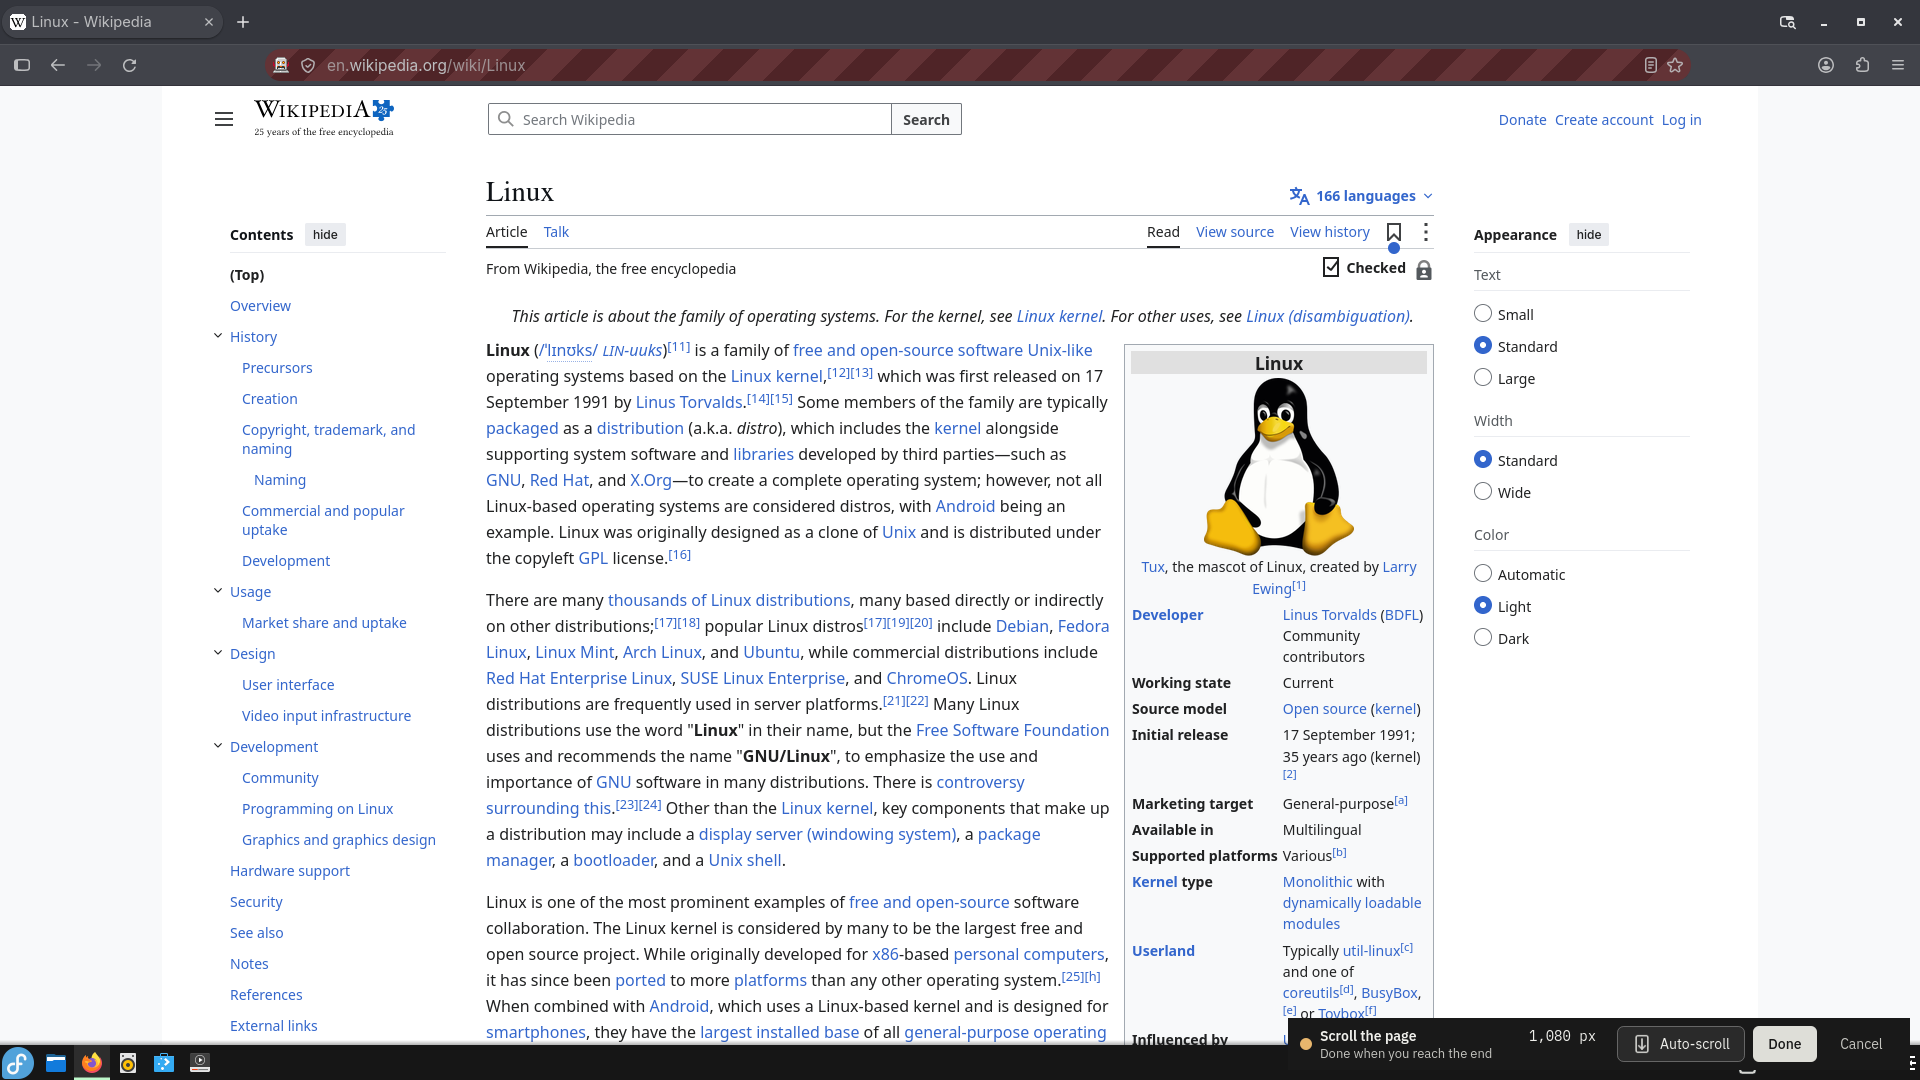 Linux - Wikipedia
en.wikipedia.org/wiki/Linux
WIKIPEDIA 25
25 years of the free encyclopedia
Search Wikipedia
Search
Donate Create account Log in
Linux
166 languages
Article Talk
Read View source View history
From Wikipedia, the free encyclopedia
Checked
Contents hide
(Top)
Overview
History
Precursors
Creation
Copyright, trademark, and
naming
Naming
Commercial and popular
uptake
Development
Usage
Market share and uptake
Design
User interface
Video input infrastructure
Development
Community
Programming on Linux
Graphics and graphics design
Hardware support
Security
See also
Notes
References
External links
This article is about the family of operating systems. For the kernel, see Linux kernel. For other uses, see Linux (disambiguation).
Linux (/ˈlɪnʊks/ LIN-uuks)[11] is a family of free and open-source software Unix-like
operating systems based on the Linux kernel,[12][13] which was first released on 17
September 1991 by Linus Torvalds.[14][15] Some members of the family are typically
packaged as a distribution (a.k.a. distro), which includes the kernel alongside
supporting system software and libraries developed by third parties—such as
GNU, Red Hat, and X.Org—to create a complete operating system; however, not all
Linux-based operating systems are considered distros, with Android being an
example. Linux was originally designed as a clone of Unix and is distributed under
the copyleft GPL license.[16]
There are many thousands of Linux distributions, many based directly or indirectly
on other distributions;[17][18] popular Linux distros[17][19][20] include Debian, Fedora
Linux, Linux Mint, Arch Linux, and Ubuntu, while commercial distributions include
Red Hat Enterprise Linux, SUSE Linux Enterprise, and ChromeOS. Linux
distributions are frequently used in server platforms.[21][22] Many Linux
distributions use the word "Linux" in their name, but the Free Software Foundation
uses and recommends the name "GNU/Linux", to emphasize the use and
importance of GNU software in many distributions. There is controversy
surrounding this.[23][24] Other than the Linux kernel, key components that make up
a distribution may include a display server (windowing system), a package
manager, a bootloader, and a Unix shell.
Linux is one of the most prominent examples of free and open-source software
collaboration. The Linux kernel is considered by many to be the largest free and
open source project. While originally developed for x86-based personal computers,
it has since been ported to more platforms than any other operating system.[25][h]
When combined with Android, which uses a Linux-based kernel and is designed for
smartphones, they have the largest installed base of all general-purpose operating
Linux
Tux, the mascot of Linux, created by Larry
Ewing[1]
Developer Linus Torvalds (BDFL)
Community
contributors
Working state Current
Source model Open source (kernel)
Initial release 17 September 1991;
35 years ago (kernel)
[2]
Marketing target General-purpose[a]
Available in Multilingual
Supported platforms Various[b]
Kernel type Monolithic with
dynamically loadable
modules
Userland Typically util-linux[c]
and one of
coreutils[d], BusyBox,
[e] or Toybox[f]
Influenced by
Appearance hide
Text
Small
Standard
Large
Width
Standard
Wide
Color
Automatic
Light
Dark
Scroll the page
Done when you reach the end
1,080 px
Auto-scroll
Done
Cancel